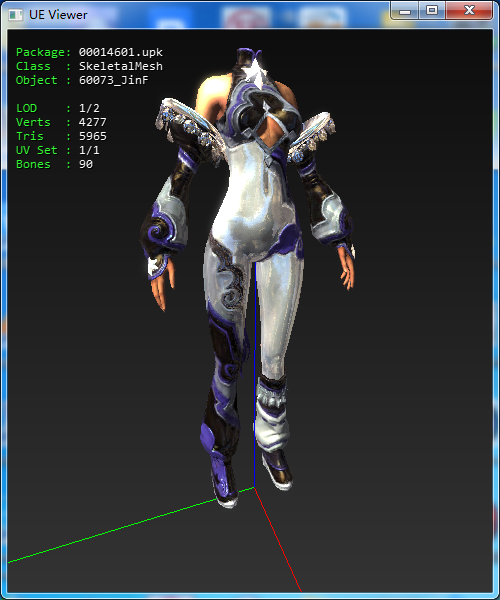 UE Viewer
Package: 00014601.upk
Class : SkeletalMesh
Object : 60073_JinF
LOD : 1/2
Verts : 4277
Tris : 5965
UV Set : 1/1
Bones : 90